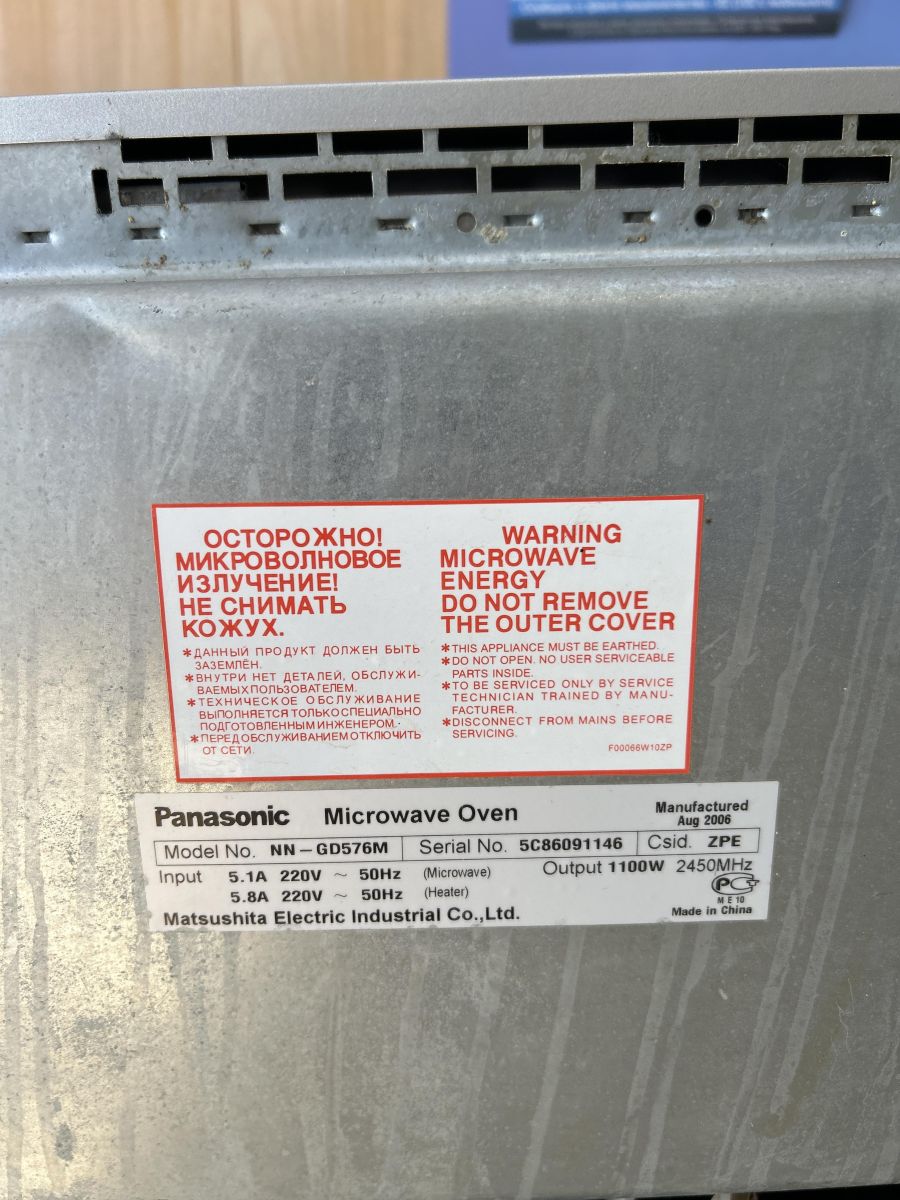 ОСТОРОЖНО!
МИКРОВОЛНОВОЕ
ИЗЛУЧЕНИЕ!
НЕ СНИМАТЬ
КОЖУХ.
*ДАННЫЙ ПРОДУКТ ДОЛЖЕН БЫТЬ
ЗАЗЕМЛЁН.
*ВНУТРИ НЕТ ДЕТАЛЕЙ, ОБСЛУЖИ-
ВАЕМЫХ ПОЛЬЗОВАТЕЛЕМ.
*ТЕХНИЧЕСКОЕ ОБСЛУЖИВАНИЕ
ВЫПОЛНЯЕТСЯ ТОЛЬКО СПЕЦИАЛЬНО
ПОДГОТОВЛЕННЫМ ИНЖЕНЕРОМ.
*ПЕРЕД ОБСЛУЖИВАНИЕМ ОТКЛЮЧИТЬ
ОТ СЕТИ.
WARNING
MICROWAVE
ENERGY
DO NOT REMOVE
THE OUTER COVER
*THIS APPLIANCE MUST BE EARTHED.
*DO NOT OPEN. NO USER SERVICEABLE
PARTS INSIDE.
*TO BE SERVICED ONLY BY SERVICE
TECHNICIAN TRAINED BY MANU-
FACTURER.
*DISCONNECT FROM MAINS BEFORE
SERVICING.
F00066W10ZP
Panasonic Microwave Oven Manufactured
Aug 2006
Model No. NN-GD576M Serial No. 5C86091146 Csid. ZPE
Input 5.1A 220V ~ 50Hz (Microwave) Output 1100W 2450MHz
5.8A 220V ~ 50Hz (Heater)
РСТ
ME10
Matsushita Electric Industrial Co.,Ltd. Made in China